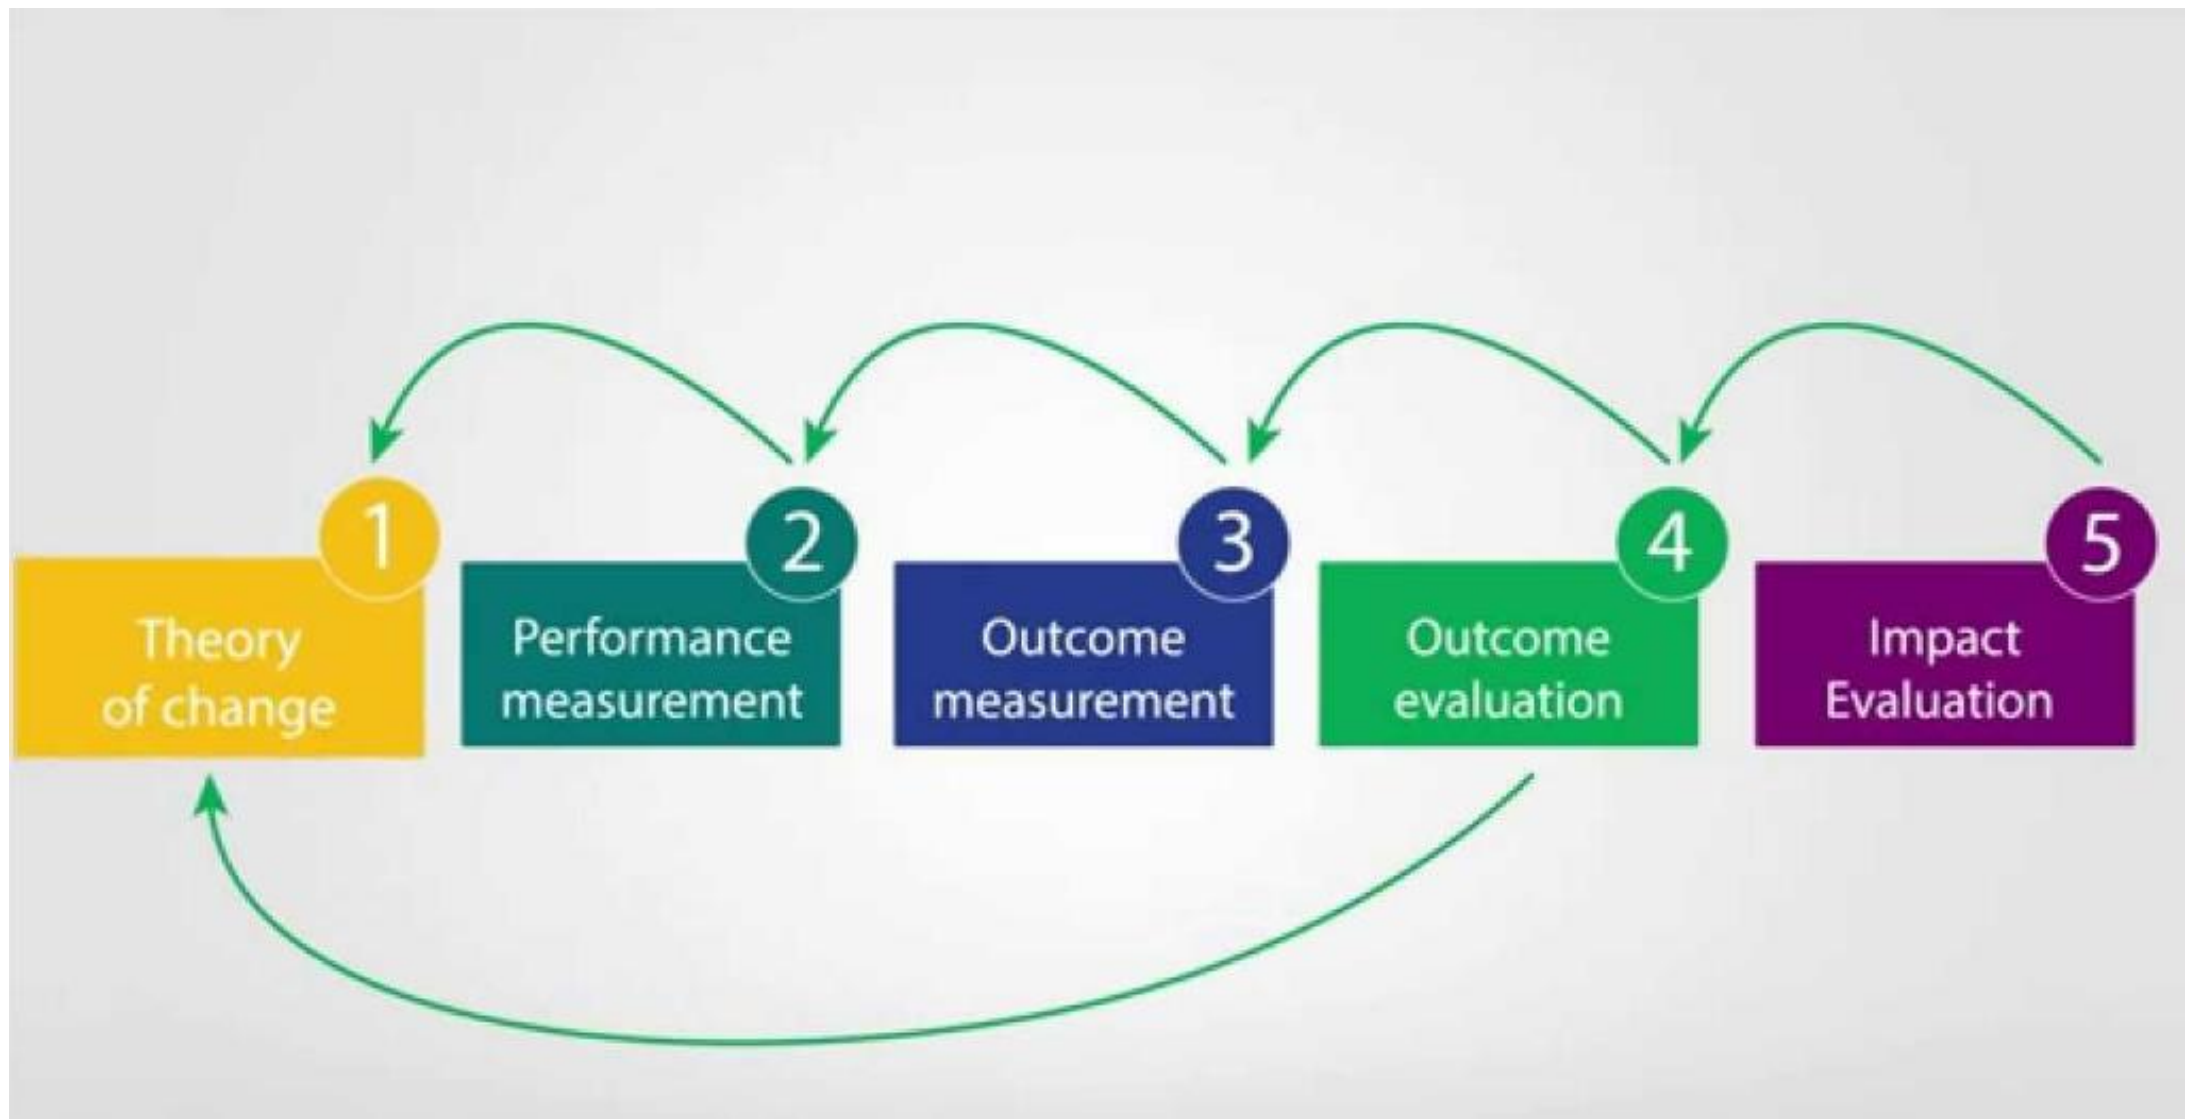 1
Theory
of change
2
Performance
measurement
3
Outcome
measurement
4
Outcome
evaluation
5
Impact
Evaluation